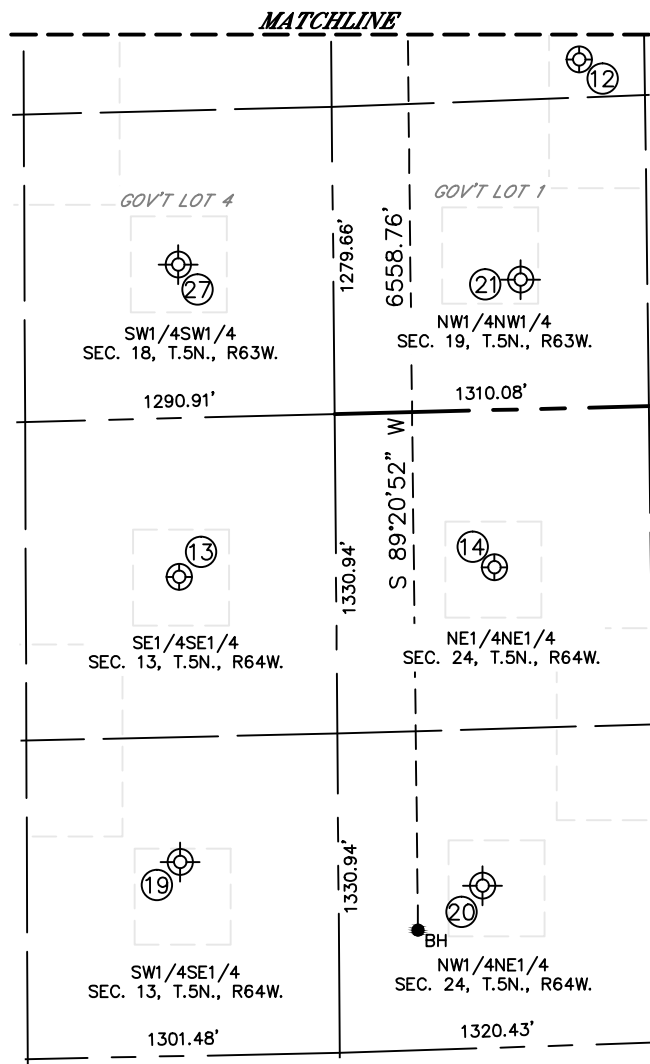 MATCHLINE
12
GOV'T LOT 4
GOV'T LOT 1
1279.66'
6558.76'
27
21
SW1/4SW1/4
SEC. 18, T.5N., R63W.
NW1/4NW1/4
SEC. 19, T.5N., R63W.
1290.91'
1310.08'
S 89°20'52" W
13
14
1330.94'
SE1/4SE1/4
SEC. 13, T.5N., R64W.
NE1/4NE1/4
SEC. 24, T.5N., R64W.
19
1330.94'
20
BH
SW1/4SE1/4
SEC. 13, T.5N., R64W.
NW1/4NE1/4
SEC. 24, T.5N., R64W.
1301.48'
1320.43'